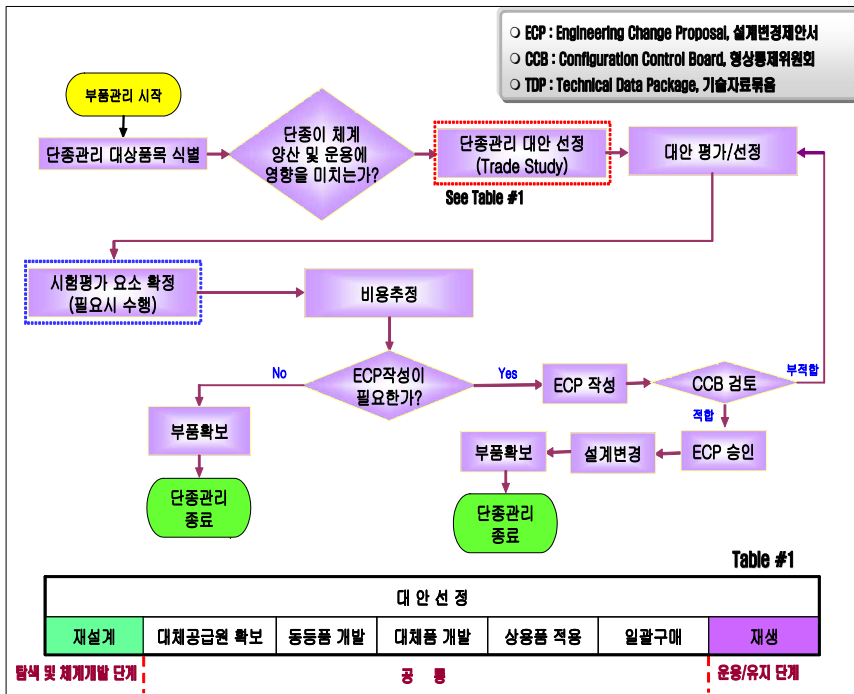 ○ ECP : Engineering Change Proposal, 설계변경제안서
○ CCB : Configuration Control Board, 형상통제위원회
○ TDP : Technical Data Package, 기술자료묶음
부품관리 시작
단종관리 대상품목 식별
단종이 체계
양산 및 운용에
영향을 미치는가?
단종관리 대안 선정
(Trade Study)
See Table #1
대안 평가/선정
시험평가 요소 확정
(필요시 수행)
비용추정
ECP작성이
필요한가?
No
Yes
부품확보
단종관리
종료
ECP 작성
CCB 검토
부적합
적합
ECP 승인
설계변경
부품확보
단종관리
종료
Table #1
대 안 선 정
재설계 대체공급원 확보 동등품 개발 대체품 개발 상용품 적용 일괄구매 재생
탐색 및 체계개발 단계 공 통 운용/유지 단계